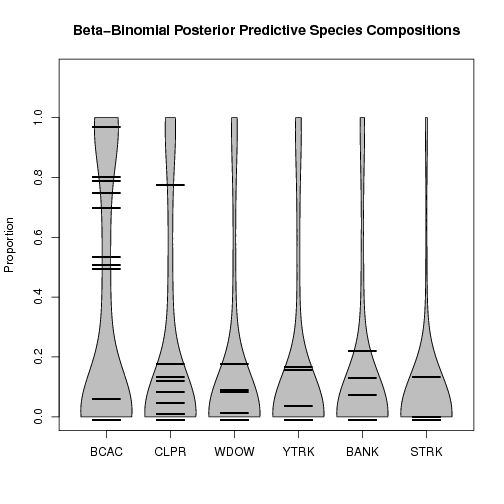 Beta−Binomial Posterior Predictive Species Compositions
Proportion
1.0
0.8
0.6
0.4
0.2
0.0
BCAC CLPR WDOW YTRK BANK STRK